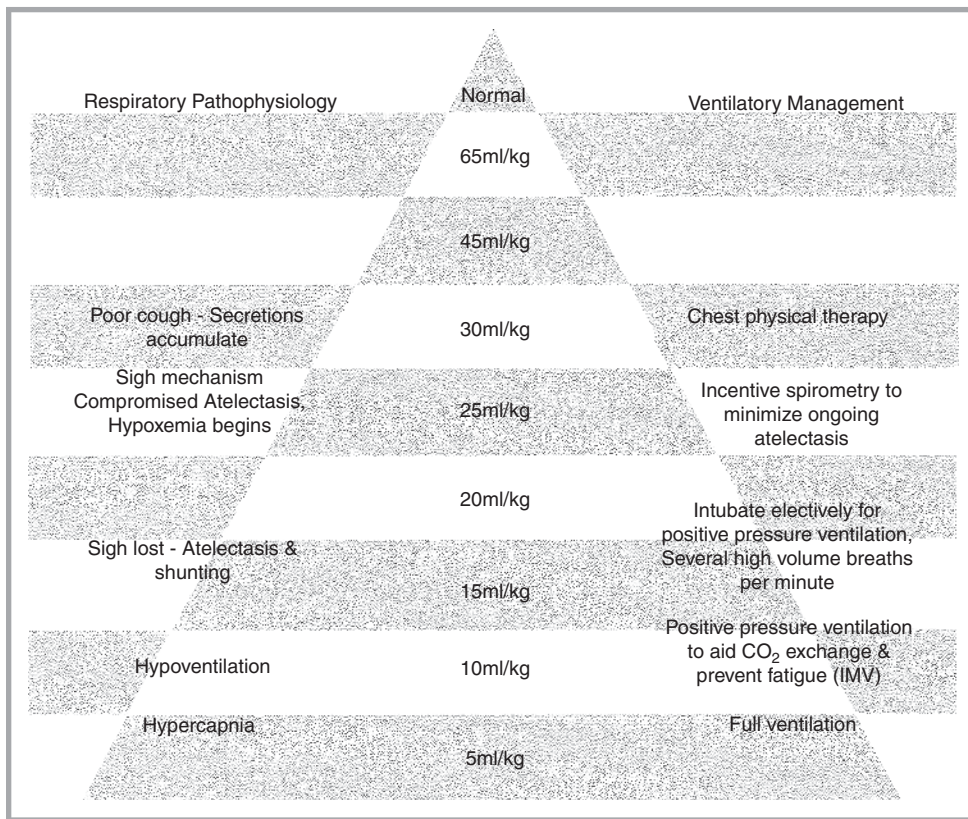 Normal
Respiratory Pathophysiology
Ventilatory Management
65ml/kg
45ml/kg
Poor cough - Secretions
accumulate
30ml/kg
Chest physical therapy
Sigh mechanism
Compromised Atelectasis,
Hypoxemia begins
25ml/kg
Incentive spirometry to
minimize ongoing
atelectasis
20ml/kg
Intubate electively for
positive pressure ventilation,
Several high volume breaths
per minute
Sigh lost - Atelectasis &
shunting
15ml/kg
Positive pressure ventilation
to aid CO₂ exchange &
prevent fatigue (IMV)
Hypoventilation
10ml/kg
Hypercapnia
Full ventilation
5ml/kg